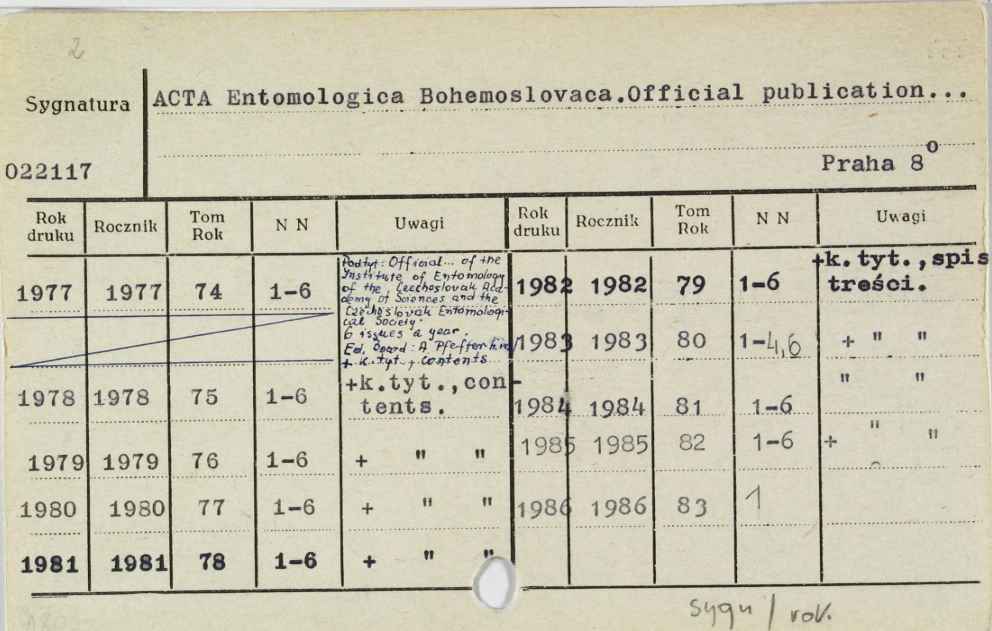 2
Sygnatura
ACTA Entomologica Bohemoslovaca.Official publication...
022117
Praha 8º
Rok druku Rocznik Tom Rok N N Uwagi Rok druku Rocznik Tom Rok N N Uwagi
1977 1977 74 1-6
Podtyt: Official... of the
Institute of Entomology
of the Czechoslovak Aca-
demy of Sciences and the
Czechoslovak Entomologi-
cal Society.
6 issues a year.
Ed. Board: A Pfeffer
+ k.tyt., contents
1978 1978 75 1-6 +k.tyt.,con-
tents.
1979 1979 76 1-6 + " "
1980 1980 77 1-6 + " "
1981 1981 78 1-6 + " "
1982 1982 79 1-6 +k.tyt.,spis
treści.
1983 1983 80 1-4,6 + " "
1984 1984 81 1-6 " "
1985 1985 82 1-6 + " "
1986 1986 83 1
sygn / rok.